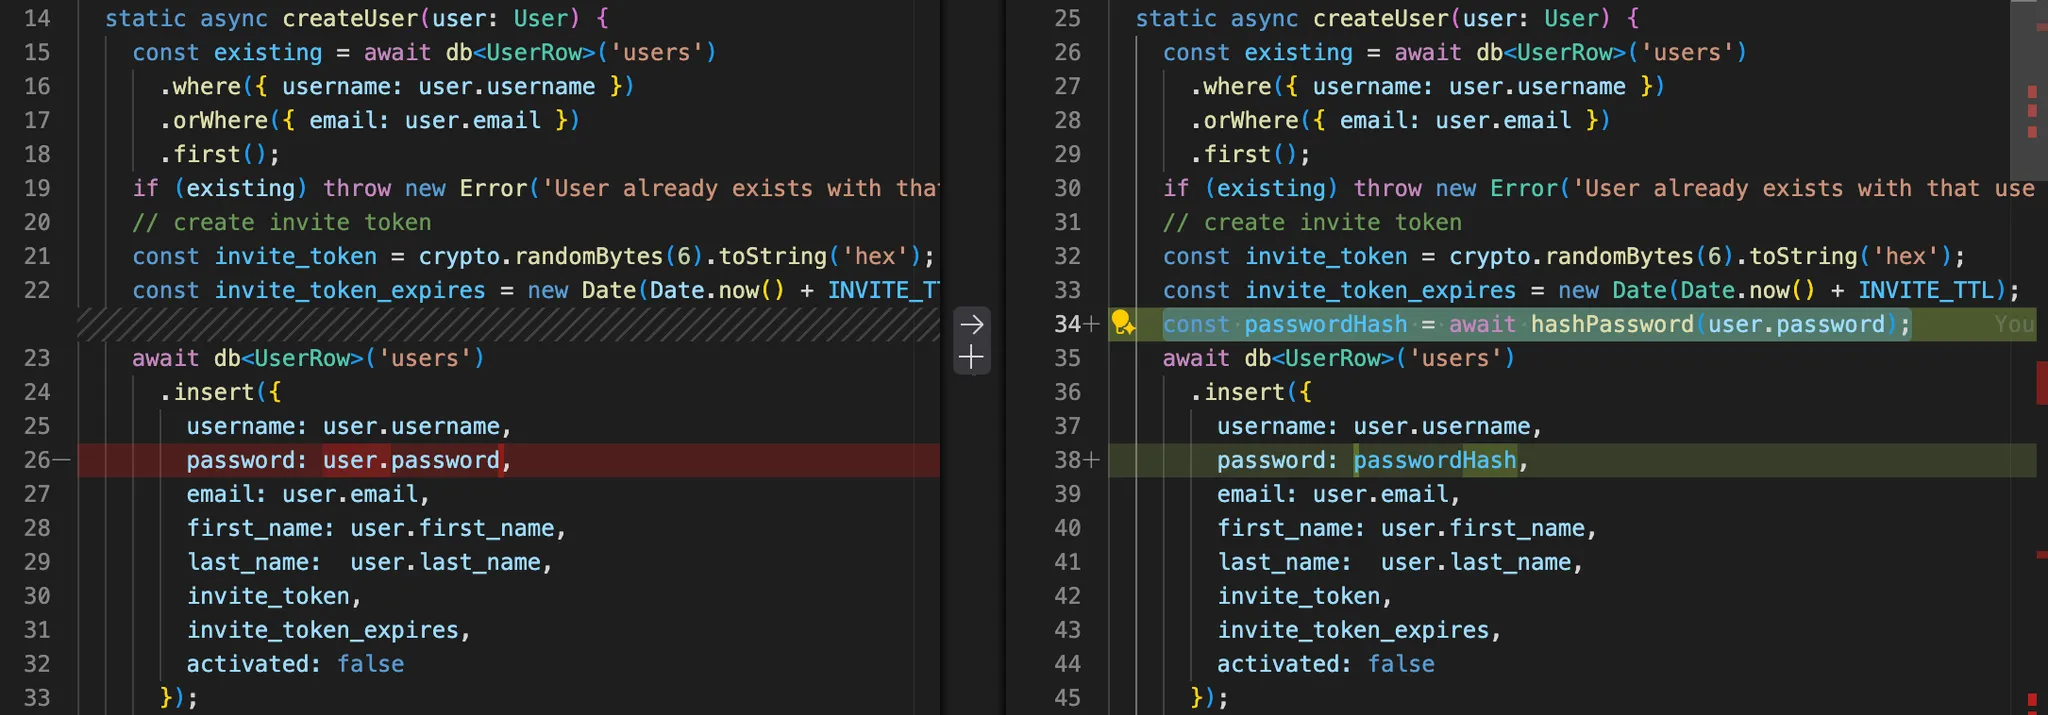 14 static async createUser(user: User) {
15 const existing = await db<UserRow>('users')
16 .where({ username: user.username })
17 .orWhere({ email: user.email })
18 .first();
19 if (existing) throw new Error('User already exists with that
20 // create invite token
21 const invite_token = crypto.randomBytes(6).toString('hex');
22 const invite_token_expires = new Date(Date.now() + INVITE_T
23 await db<UserRow>('users')
24 .insert({
25 username: user.username,
26— password: user.password,
27 email: user.email,
28 first_name: user.first_name,
29 last_name:  user.last_name,
30 invite_token,
31 invite_token_expires,
32 activated: false
33 });
25 static async createUser(user: User) {
26 const existing = await db<UserRow>('users')
27 .where({ username: user.username })
28 .orWhere({ email: user.email })
29 .first();
30 if (existing) throw new Error('User already exists with that use
31 // create invite token
32 const invite_token = crypto.randomBytes(6).toString('hex');
33 const invite_token_expires = new Date(Date.now() + INVITE_TTL);
34+ const passwordHash = await hashPassword(user.password); You
35 await db<UserRow>('users')
36 .insert({
37 username: user.username,
38+ password: passwordHash,
39 email: user.email,
40 first_name: user.first_name,
41 last_name:  user.last_name,
42 invite_token,
43 invite_token_expires,
44 activated: false
45 });